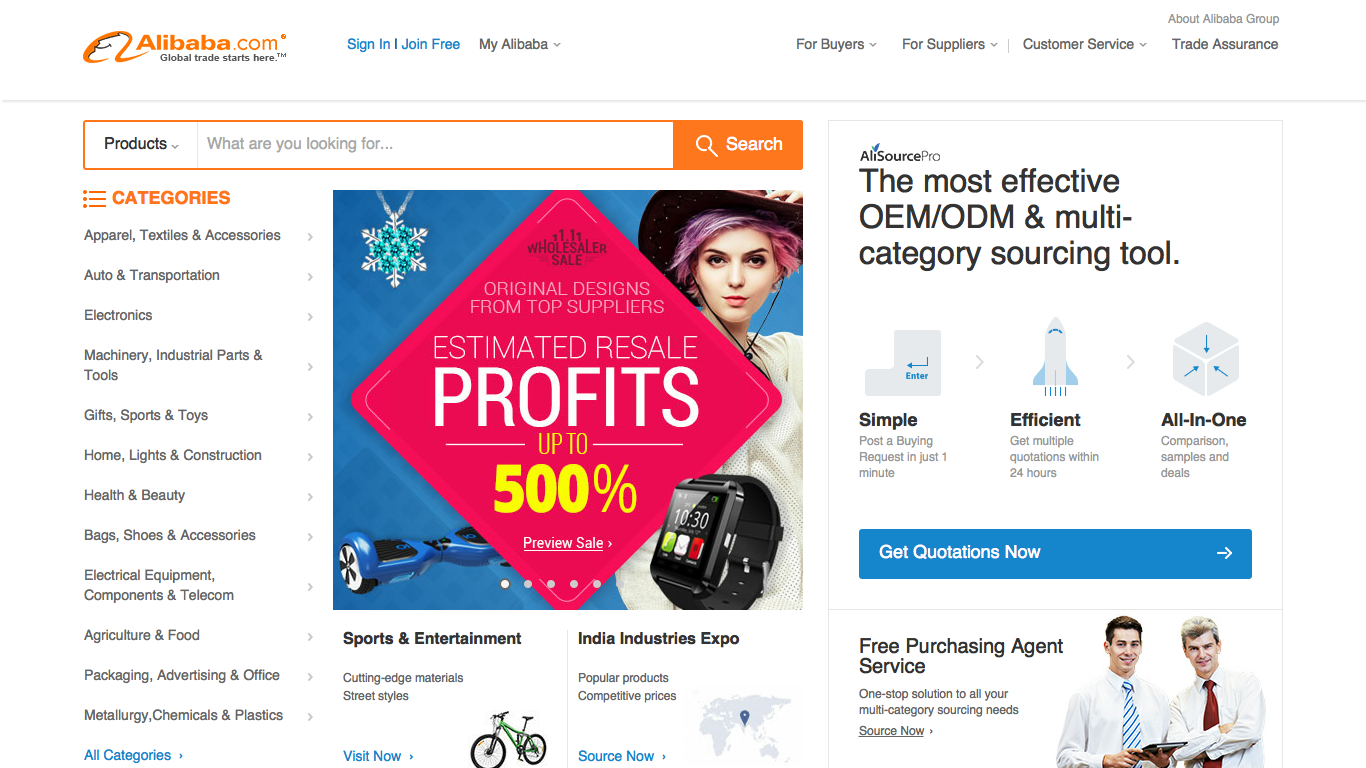 About Alibaba Group
Alibaba.com®
Global trade starts here.™
Sign In | Join Free
My Alibaba
For Buyers
For Suppliers
Customer Service
Trade Assurance
Products
What are you looking for...
Search
CATEGORIES
Apparel, Textiles & Accessories
Auto & Transportation
Electronics
Machinery, Industrial Parts &
Tools
Gifts, Sports & Toys
Home, Lights & Construction
Health & Beauty
Bags, Shoes & Accessories
Electrical Equipment,
Components & Telecom
Agriculture & Food
Packaging, Advertising & Office
Metallurgy,Chemicals & Plastics
All Categories ›
11.11
WHOLESALER
SALE
ORIGINAL DESIGNS
FROM TOP SUPPLIERS
ESTIMATED RESALE
PROFITS
UP TO
500%
Preview Sale ›
10:30
Sports & Entertainment
Cutting-edge materials
Street styles
Visit Now ›
India Industries Expo
Popular products
Competitive prices
Source Now ›
AliSourcePro
The most effective
OEM/ODM & multi-
category sourcing tool.
Enter
Simple
Post a Buying
Request in just 1
minute
Efficient
Get multiple
quotations within
24 hours
All-In-One
Comparison,
samples and
deals
Get Quotations Now
Free Purchasing Agent
Service
One-stop solution to all your
multi-category sourcing needs
Source Now ›